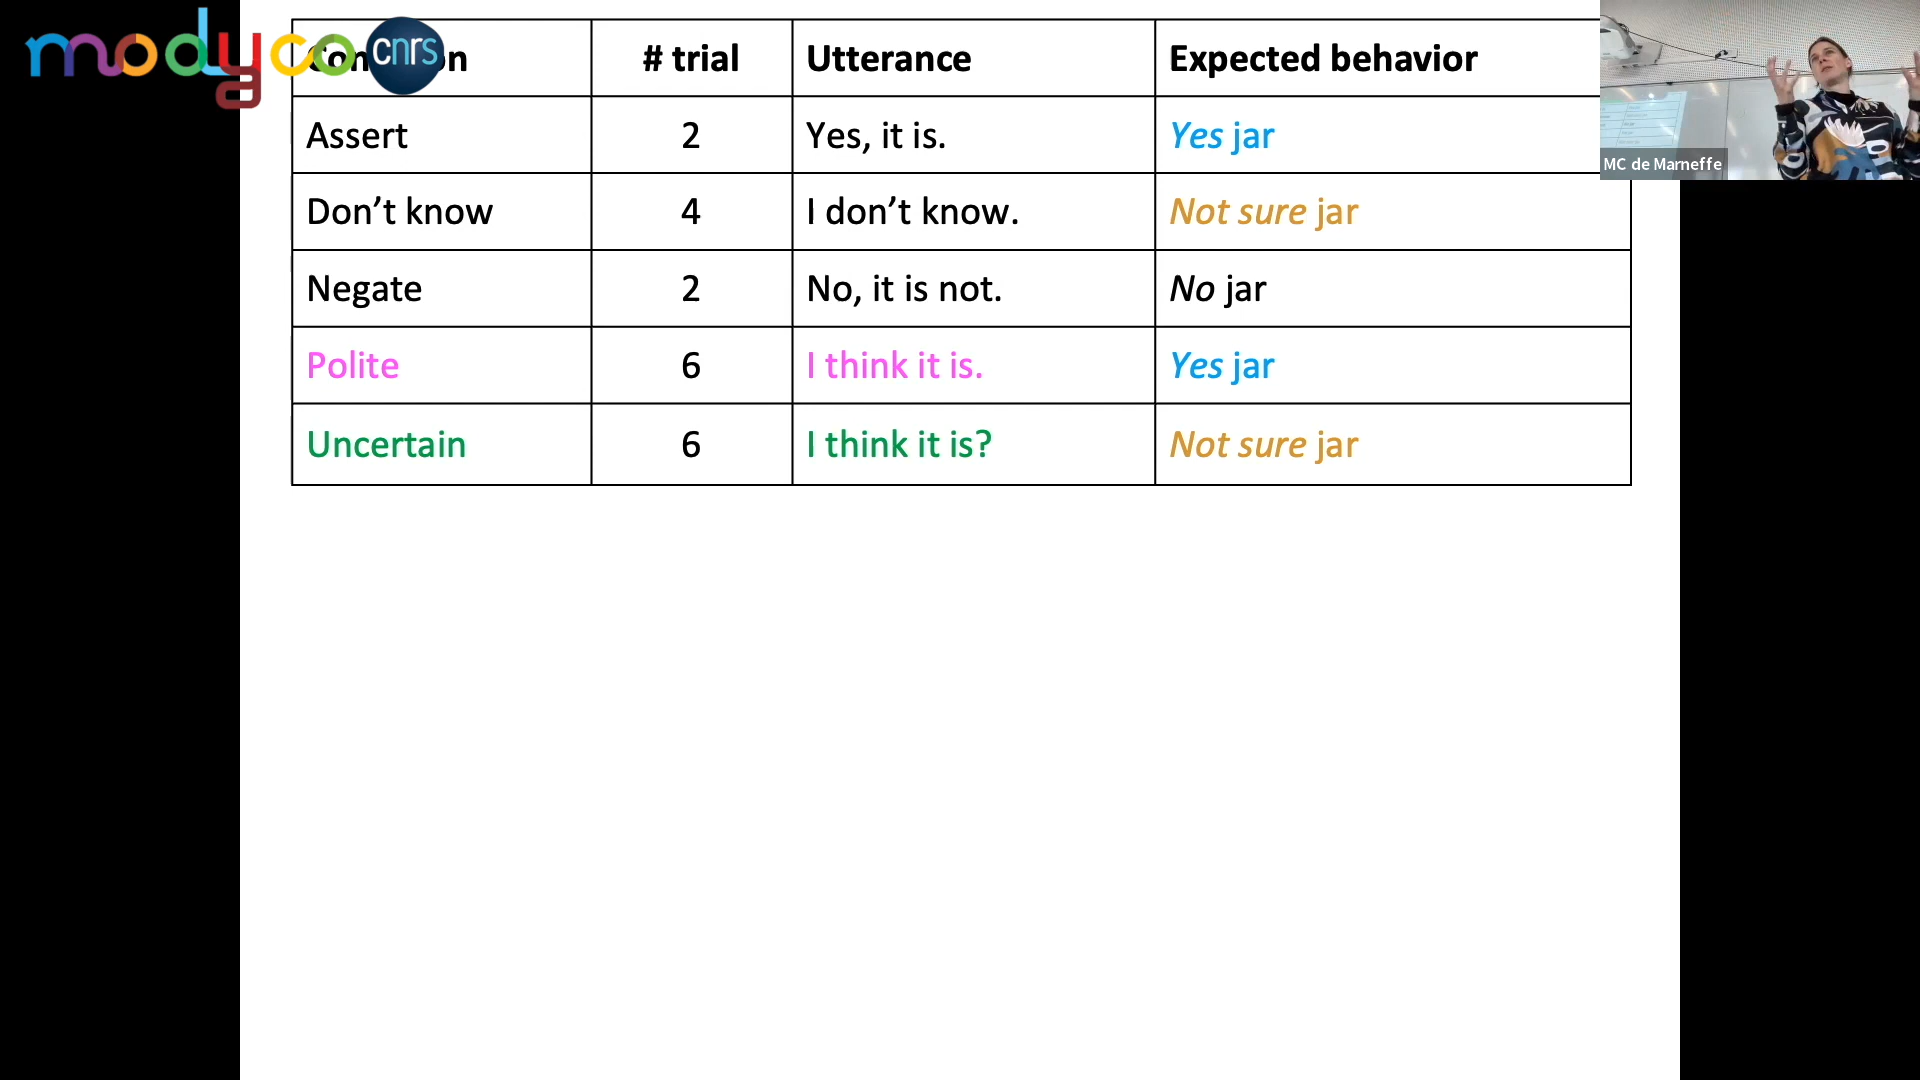 modyco cnrs
# trial Utterance Expected behavior
Assert 2 Yes, it is. Yes jar
Don’t know 4 I don’t know. Not sure jar
Negate 2 No, it is not. No jar
Polite 6 I think it is. Yes jar
Uncertain 6 I think it is? Not sure jar
MC de Marneffe